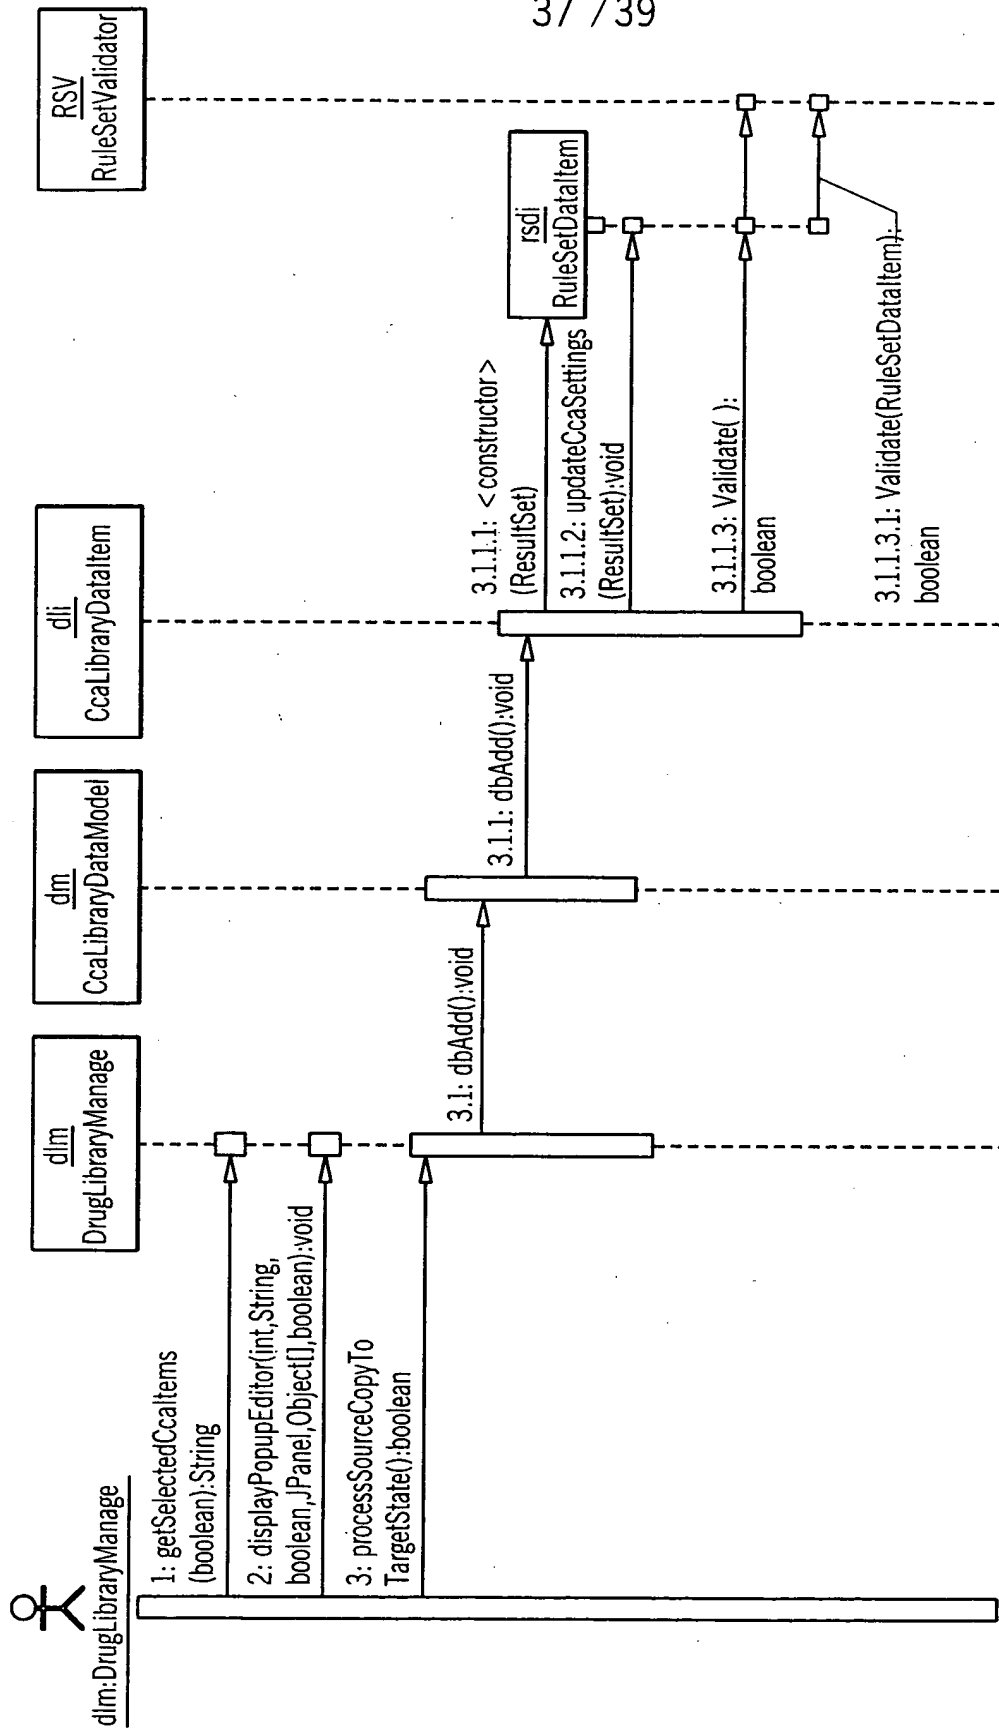 37 / 39
dlm:DrugLibraryManage
dlm
DrugLibraryManage
dm
CcaLibraryDataModel
dli
CcaLibraryDataItem
RSV
RuleSetValidator
rsdi
RuleSetDataItem
1: getSelectedCcaItems
(boolean):String
2: displayPopupEditor(int,String,
boolean,JPanel,Object[],boolean):void
3: processSourceCopyTo
TargetState():boolean
3.1: dbAdd():void
3.1.1: dbAdd():void
3.1.1.1: <constructor>
(ResultSet)
3.1.1.2: updateCcaSettings
(ResultSet):void
3.1.1.3: Validate( ):
boolean
3.1.1.3.1: Validate(RuleSetDataItem):
boolean